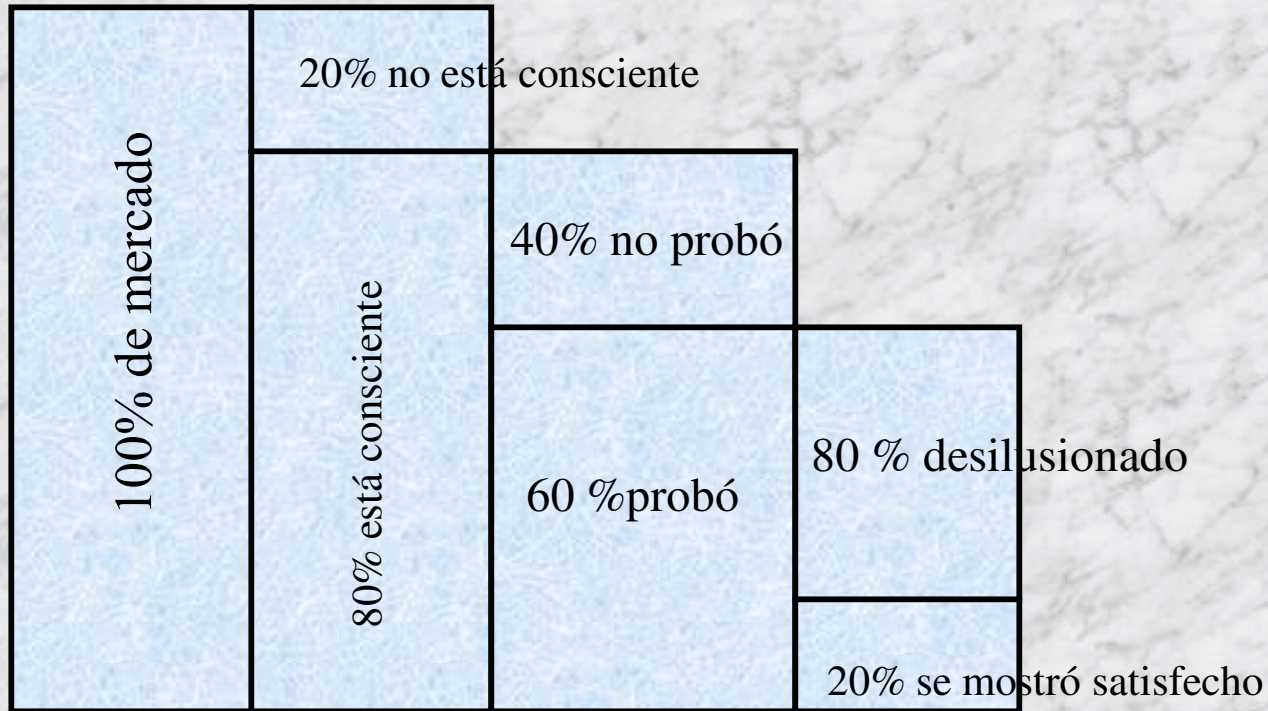 100% de mercado
20% no está consciente
80% está consciente
40% no probó
60 %probó
80 % desilusionado
20% se mostró satisfecho